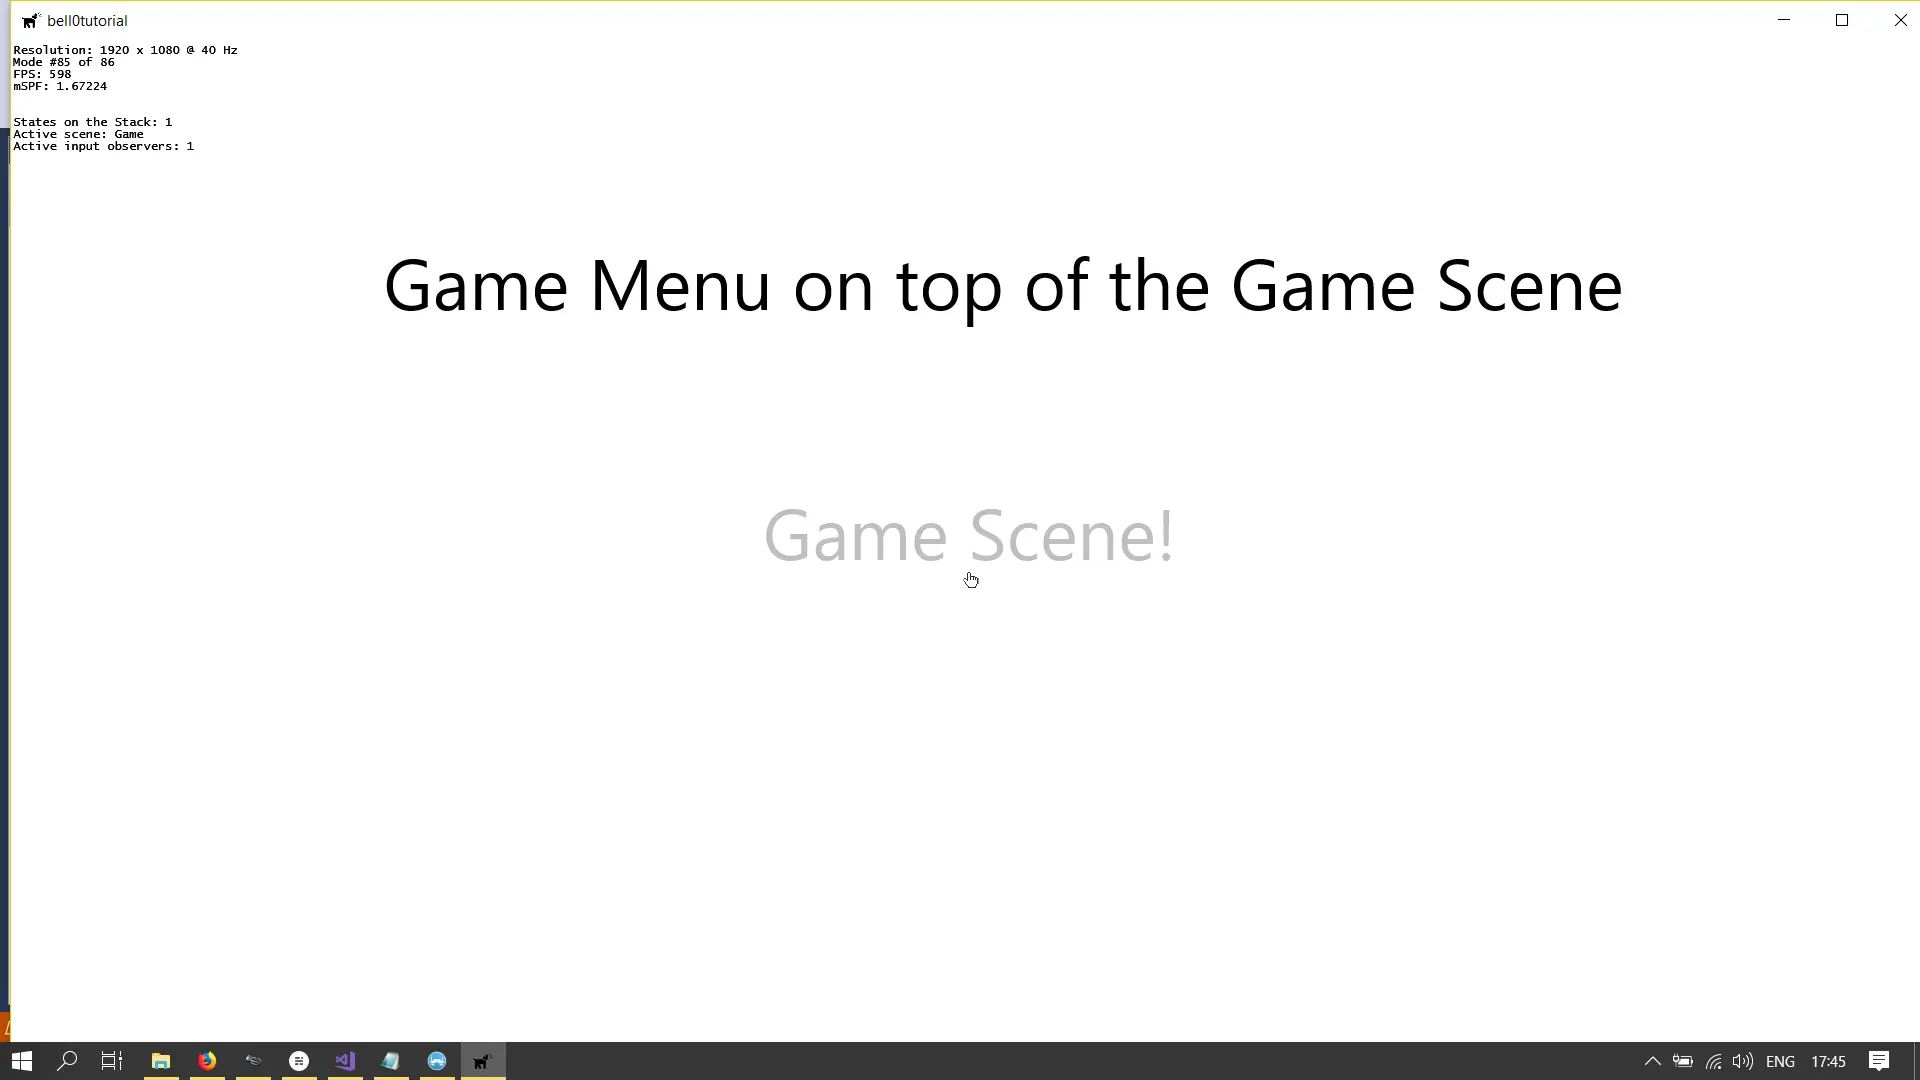 bell0tutorial
Resolution: 1920 x 1080 @ 40 Hz
Mode #85 of 86
FPS: 598
mSPF: 1.67224
States on the Stack: 1
Active scene: Game
Active input observers: 1
Game Menu on top of the Game Scene
Game Scene!
ENG
17:45